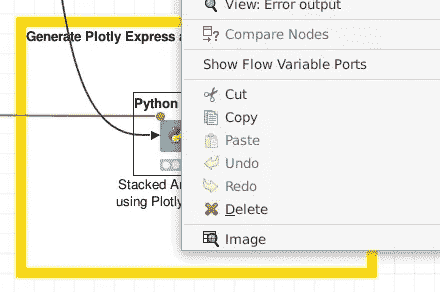 View: Error output
Generate Plotly Express
Compare Nodes
Show Flow Variable Ports
Cut
Python
Copy
Paste
Undo
Stacked
Redo
using Plotly
Delete
Image